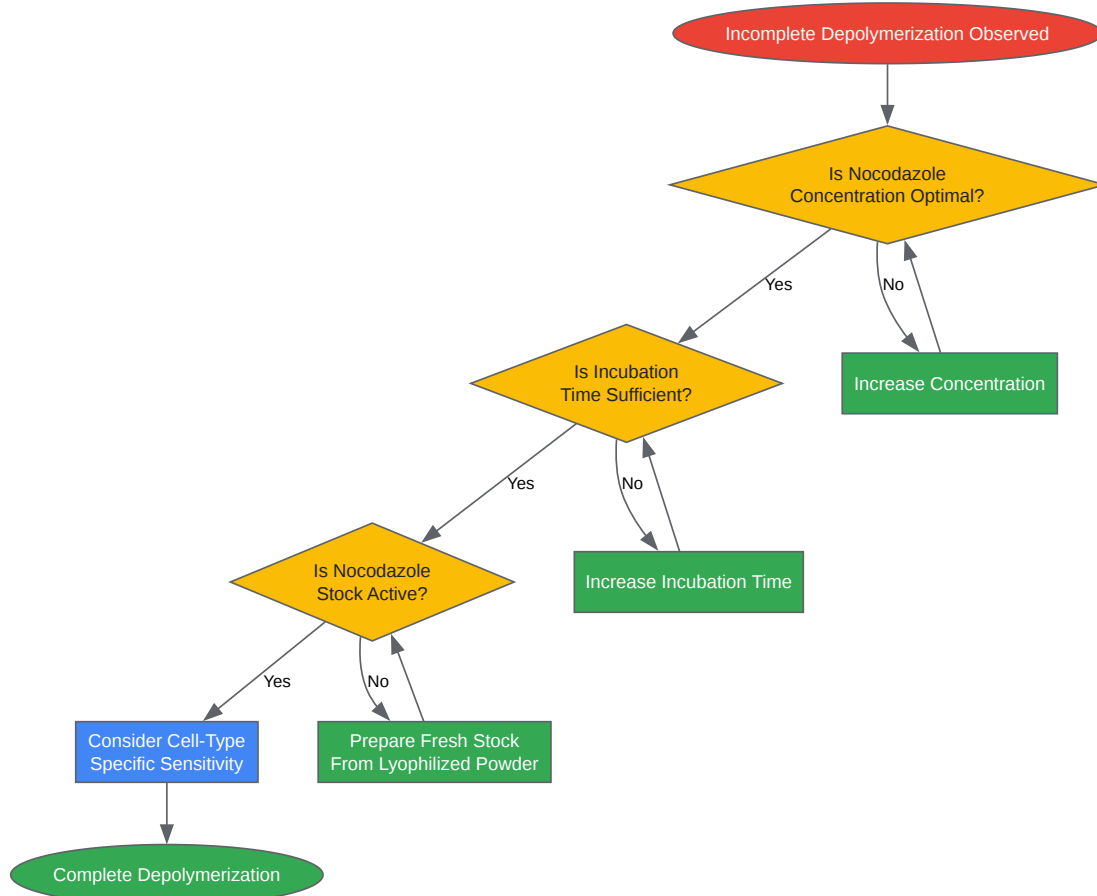 Incomplete Depolymerization Observed
Is Nocodazole
Concentration Optimal?
Yes
No
Is Incubation
Time Sufficient?
Increase Concentration
Yes
No
Is Nocodazole
Stock Active?
Increase Incubation Time
Yes
No
Consider Cell-Type
Specific Sensitivity
Prepare Fresh Stock
From Lyophilized Powder
Complete Depolymerization